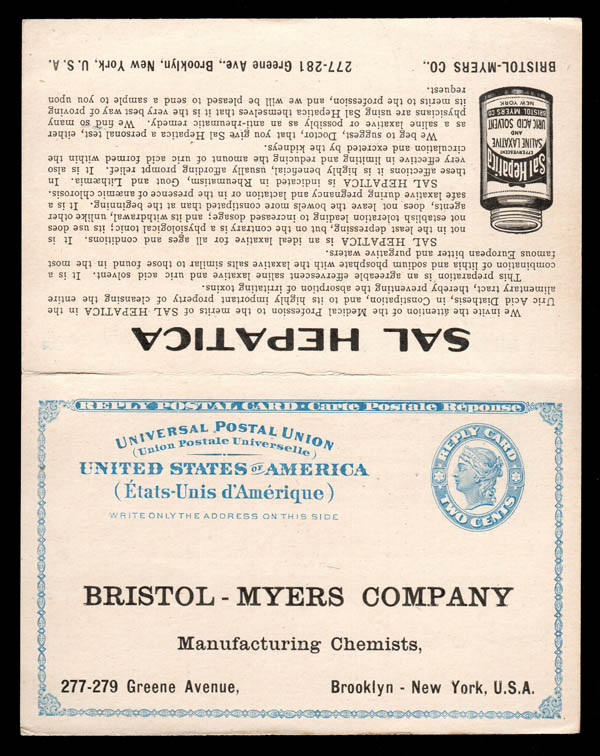 SAL HEPATICA
We invite the attention of the Medical Profession to the merits of SAL HEPATICA in the
Uric Acid Diathesis, in Constipation, and to its highly important property of cleansing the entire
alimentary tract, thereby preventing the absorption of irritating toxins.
This preparation is an agreeable effervescent saline laxative and uric acid solvent. It is a
combination of lithia and sodium phosphate with the laxative salts similar to those found in the most
famous European bitter and purgative waters.
SAL HEPATICA is an ideal laxative for all ages and conditions. It is
not in the least depressing, but on the contrary is a physiological tonic; its use does
not establish toleration leading to increased dosage; and its withdrawal, unlike other
agents, does not leave the bowels more constipated than at the beginning. It is a
safe laxative during pregnancy and lactation or in the presence of anæmic chlorosis.
SAL HEPATICA is indicated in Rheumatism, Gout and Lithæmia. In
these affections it is highly beneficial, usually affording prompt relief. It is also
very effective in limiting and reducing the amount of uric acid formed within the
circulation and excreted by the kidneys.
We beg to suggest, Doctor, that you give Sal Hepatica a personal test, either
as a saline laxative or possibly as an anti-rheumatic remedy. We find so many
physicians are using Sal Hepatica themselves that it is the very best way of proving
its merits to the profession, and we will be pleased to send a sample to you upon
request.
Sal Hepatica
EFFERVESCENT
SALINE LAXATIVE
AND
URIC ACID SOLVENT
BRISTOL-MYERS CO
NEW YORK
BRISTOL-MYERS CO., 277-281 Greene Ave., Brooklyn, New York, U. S. A.
REPLY POSTAL CARD · Carte Postale Réponse
UNIVERSAL POSTAL UNION
(Union Postale Universelle)
UNITED STATES OF AMERICA
(États-Unis d'Amérique)
WRITE ONLY THE ADDRESS ON THIS SIDE
REPLY CARD
TWO CENTS
BRISTOL - MYERS COMPANY
Manufacturing Chemists,
277-279 Greene Avenue, Brooklyn - New York, U.S.A.